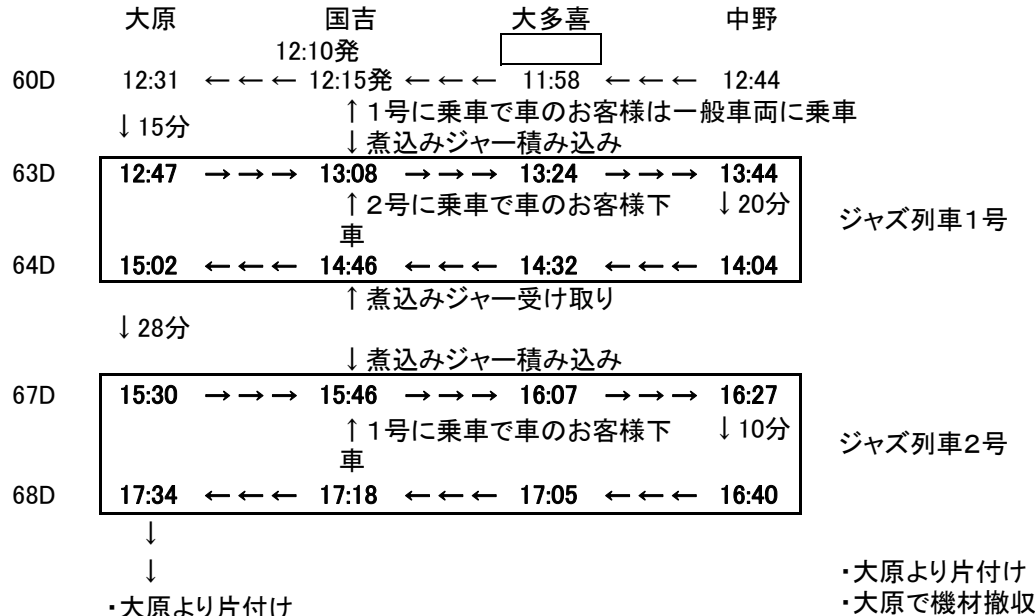 大原 国吉 大多喜 中野
12:10発
60D 12:31 ←←← 12:15発 ←←← 11:58 ←←← 12:44
↑1号に乗車で車のお客様は一般車両に乗車
↓15分
↓煮込みジャー積み込み
63D 12:47 →→→ 13:08 →→→ 13:24 →→→ 13:44
↑2号に乗車で車のお客様下車 ↓20分
ジャズ列車1号
64D 15:02 ←←← 14:46 ←←← 14:32 ←←← 14:04
↑煮込みジャー受け取り
↓28分
↓煮込みジャー積み込み
67D 15:30 →→→ 15:46 →→→ 16:07 →→→ 16:27
↑1号に乗車で車のお客様下車 ↓10分
ジャズ列車2号
68D 17:34 ←←← 17:18 ←←← 17:05 ←←← 16:40
↓
↓
・大原より片付け
・大原より片付け
・大原で機材撤収